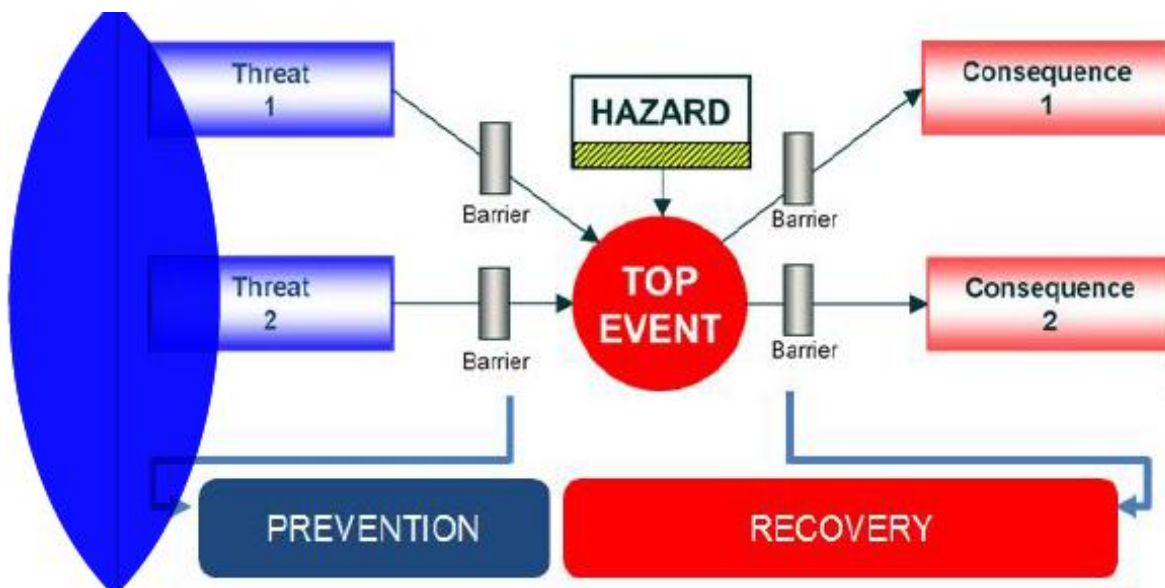 Threat
1
HAZARD
Consequence
1
Barrier
Barrier
Threat
2
TOP
EVENT
Consequence
2
Barrier
Barrier
PREVENTION
RECOVERY